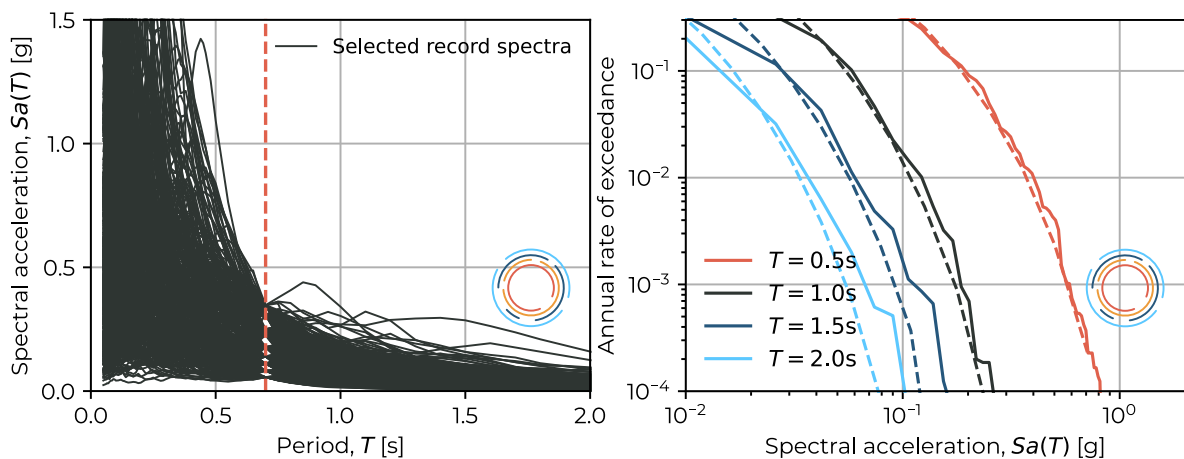 Spectral acceleration, Sa(T) [g]
1.5
1.0
0.5
0.0
Selected record spectra
0.0 0.5 1.0 1.5 2.0
Period, T [s]
Annual rate of exceedance
10⁻¹
10⁻²
10⁻³
10⁻⁴
T = 0.5s
T = 1.0s
T = 1.5s
T = 2.0s
10⁻² 10⁻¹ 10⁰
Spectral acceleration, Sa(T) [g]